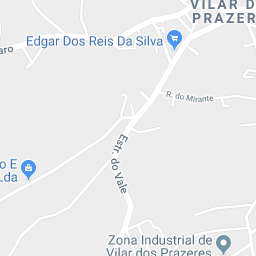 VILAR D
PRAZER
Edgar Dos Reis Da Silva
aro
R. do Mirante
Estr. do Vale
o E
Lda
Zona Industrial de
Vilar dos Prazeres